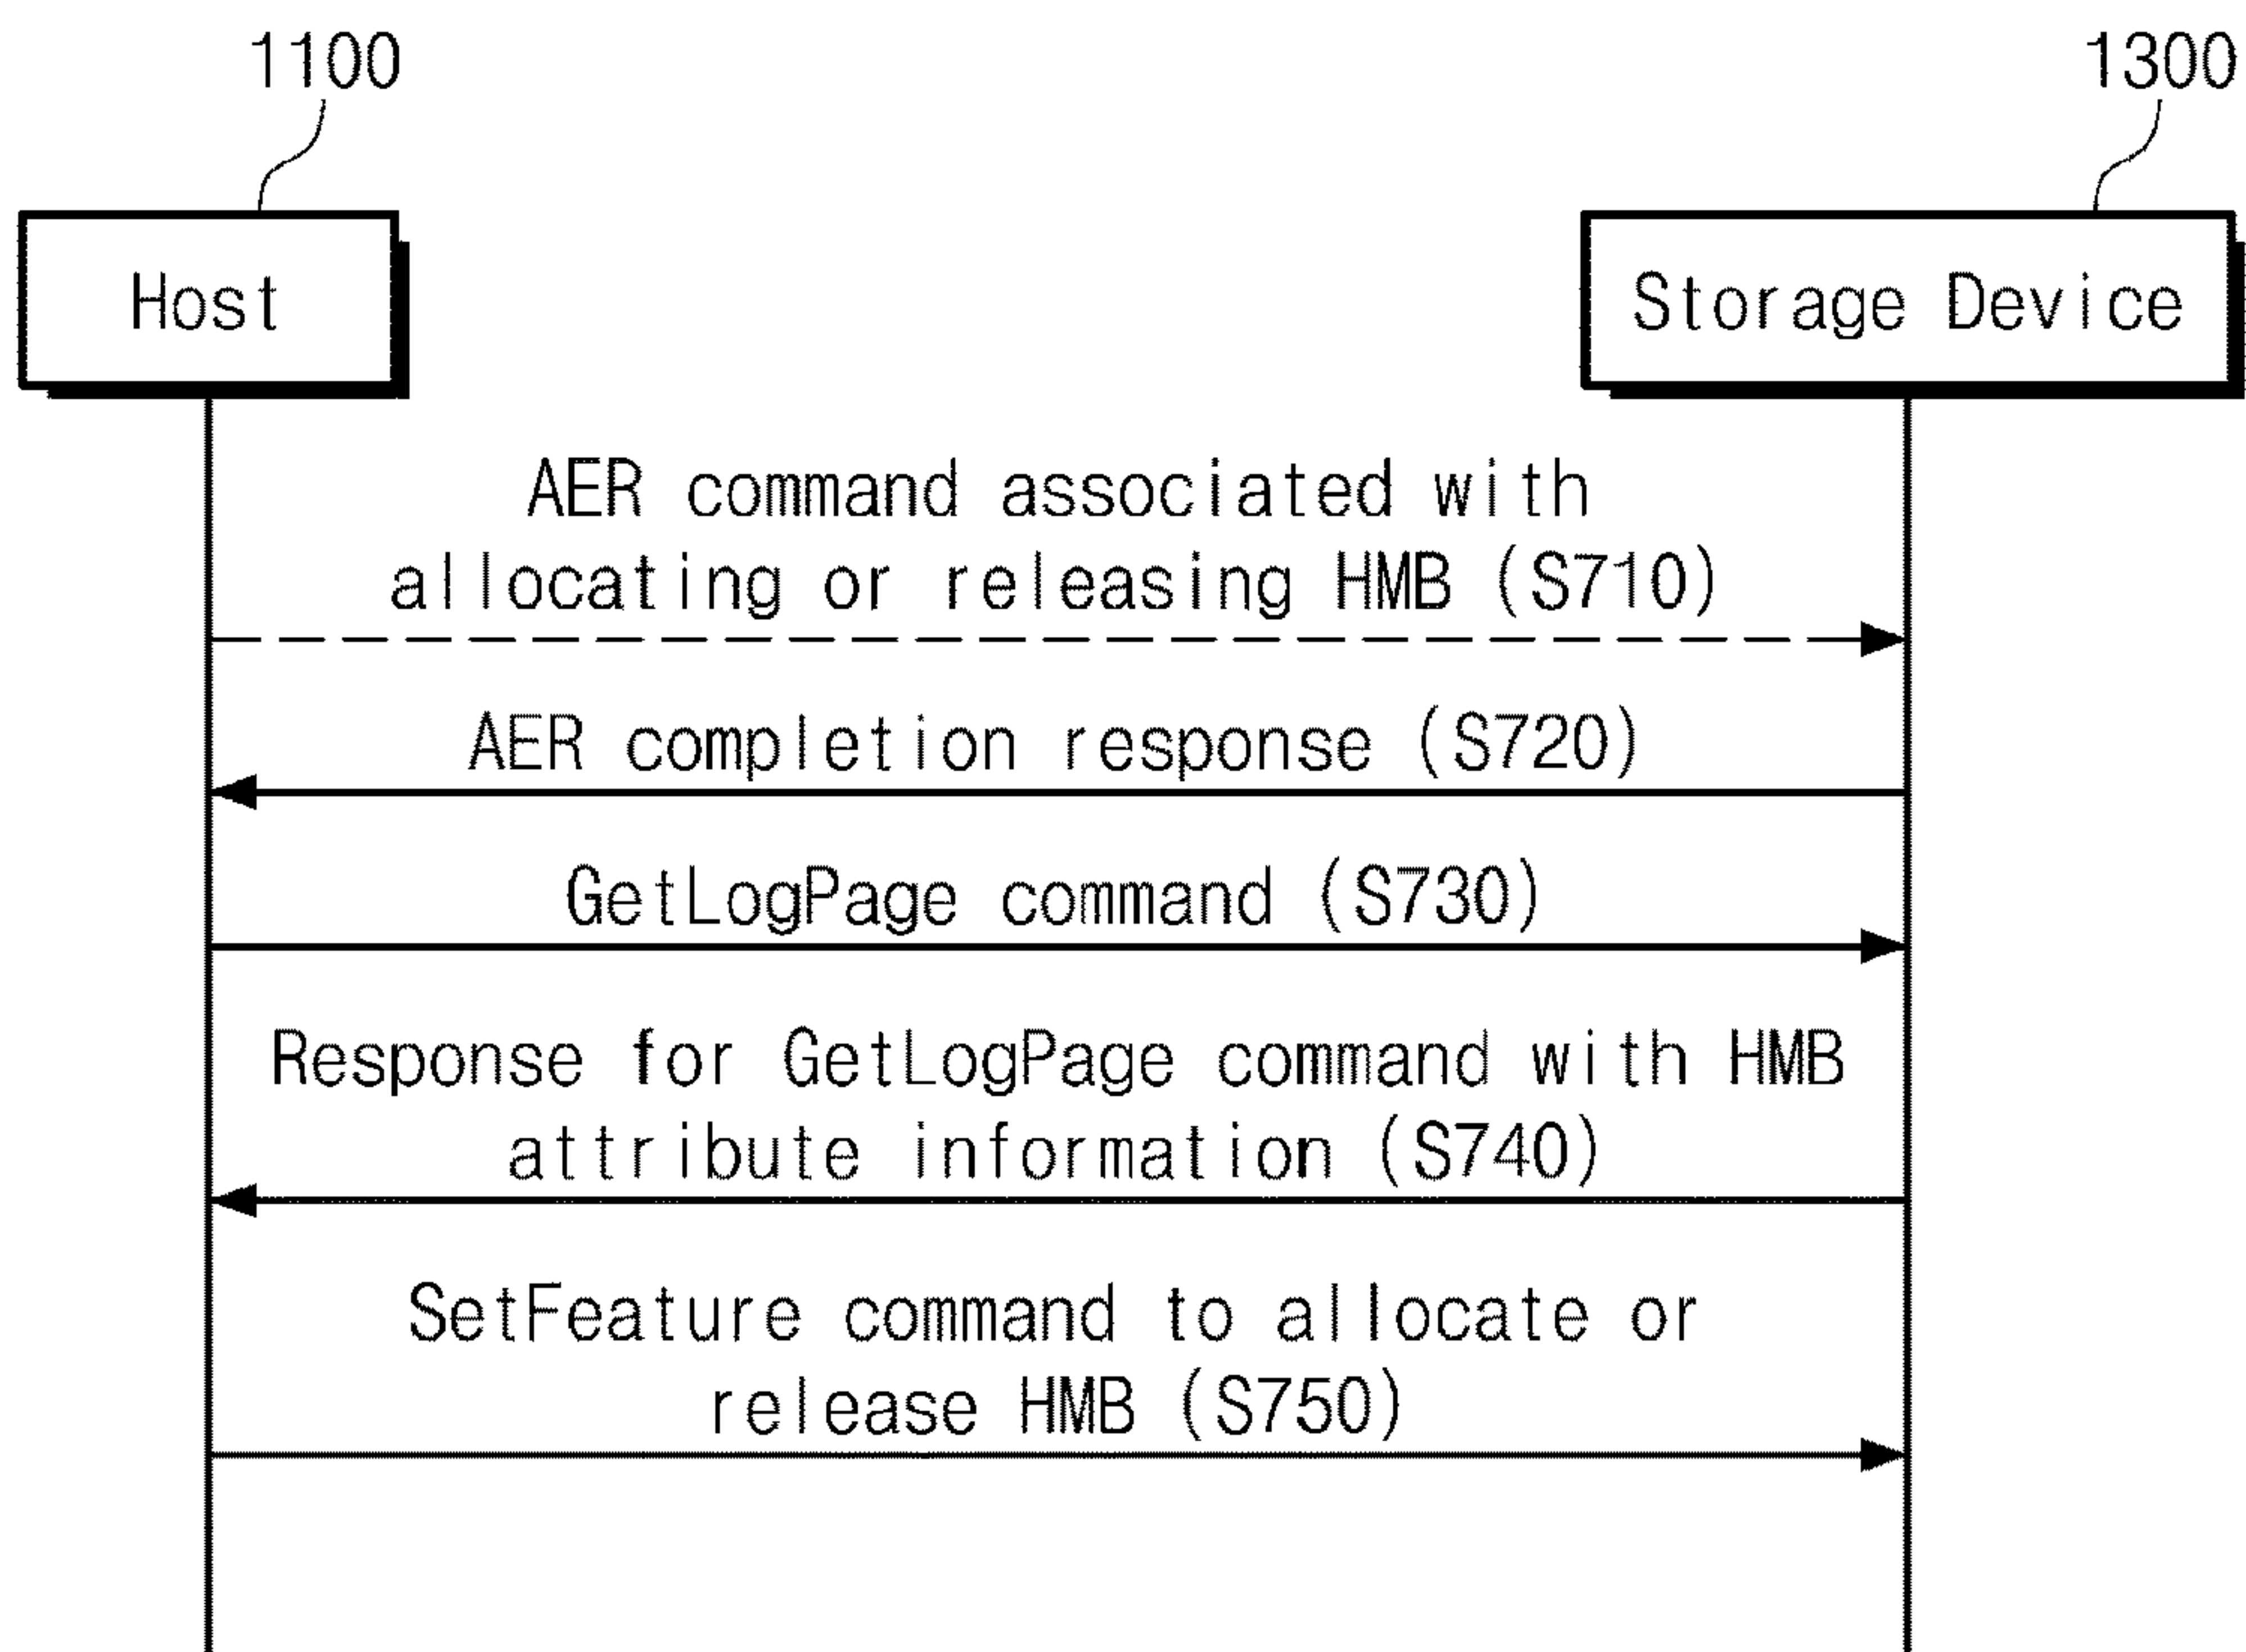 1100
1300
Host
Storage Device
AER command associated with
allocating or releasing HMB (S710)
AER completion response (S720)
GetLogPage command (S730)
Response for GetLogPage command with HMB
attribute information (S740)
SetFeature command to allocate or
release HMB (S750)